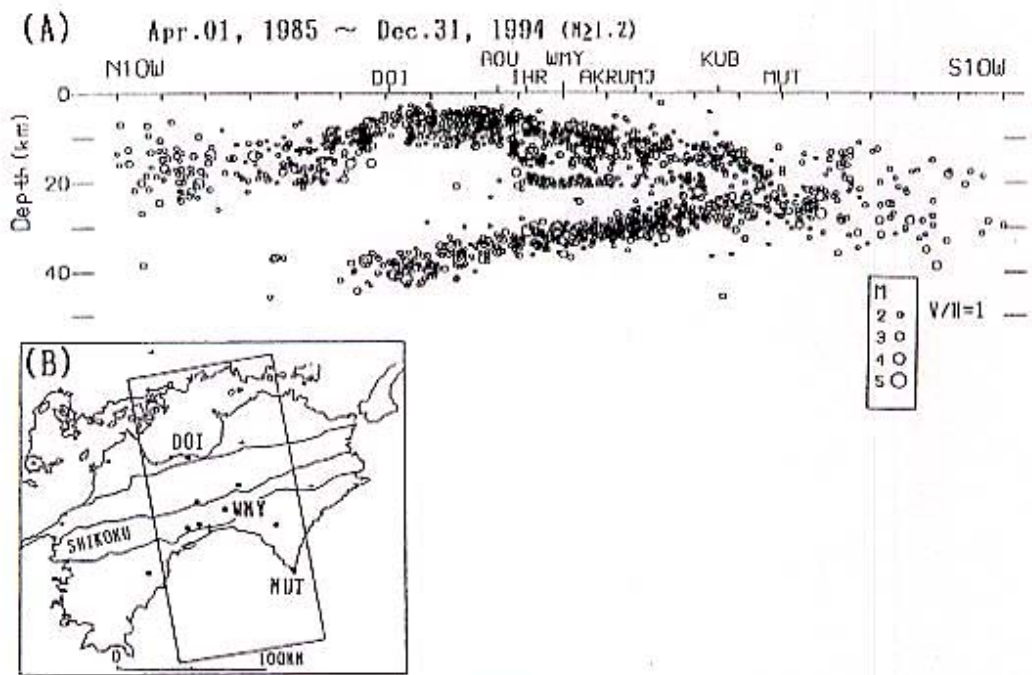 (A) Apr.01, 1985 ~ Dec.31, 1994 (M≥1.2)
N10W DOI AOU IHR WMY AKRUMJ KUB MUT S10W
Depth (km)
0
20
40
M
2
3
4
5
V/H=1
(B)
DOI
WMY
SHIKOKU
MUT
0 100KM